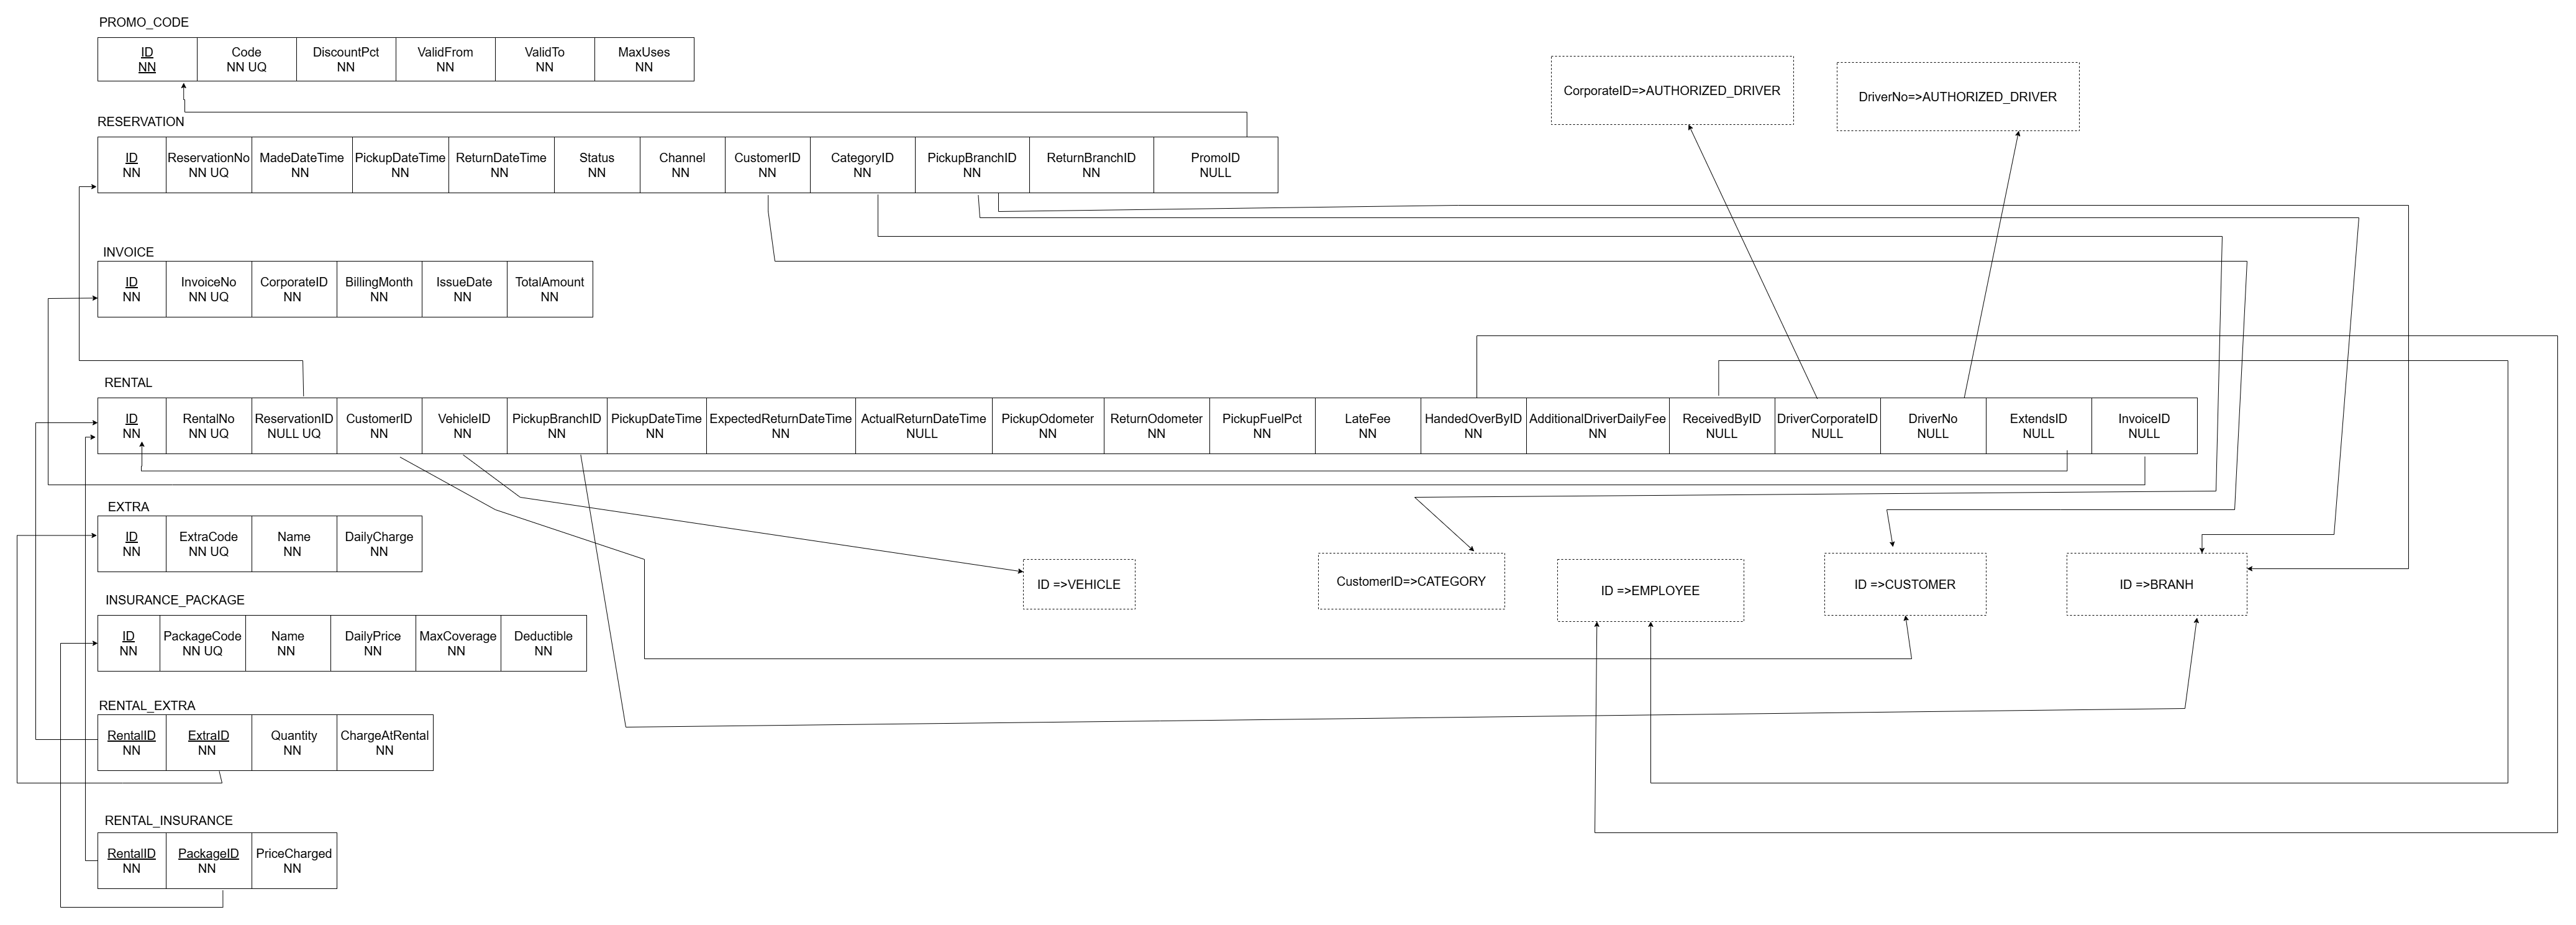 PROMO_CODE
ID Code DiscountPct ValidFrom ValidTo MaxUses
NN NN UQ NN NN NN NN
CorporateID=>AUTHORIZED_DRIVER
DriverNo=>AUTHORIZED_DRIVER
RESERVATION
ID ReservationNo MadeDateTime PickupDateTime ReturnDateTime Status Channel CustomerID CategoryID PickupBranchID ReturnBranchID PromoID
NN NN UQ NN NN NN NN NN NN NN NN NN NULL
INVOICE
ID InvoiceNo CorporateID BillingMonth IssueDate TotalAmount
NN NN UQ NN NN NN NN
RENTAL
ID RentalNo ReservationID CustomerID VehicleID PickupBranchID PickupDateTime ExpectedReturnDateTime ActualReturnDateTime PickupOdometer ReturnOdometer PickupFuelPct LateFee HandedOverByID AdditionalDriverDailyFee ReceivedByID DriverCorporateID DriverNo ExtendsID InvoiceID
NN NN UQ NULL UQ NN NN NN NN NN NULL NN NN NN NN NN NN NULL NULL NULL NULL NULL
EXTRA
ID ExtraCode Name DailyCharge
NN NN UQ NN NN
ID =>VEHICLE
CustomerID=>CATEGORY
ID =>EMPLOYEE
ID =>CUSTOMER
ID =>BRANH
INSURANCE_PACKAGE
ID PackageCode Name DailyPrice MaxCoverage Deductible
NN NN UQ NN NN NN NN
RENTAL_EXTRA
RentalID ExtraID Quantity ChargeAtRental
NN NN NN NN
RENTAL_INSURANCE
RentalID PackageID PriceCharged
NN NN NN